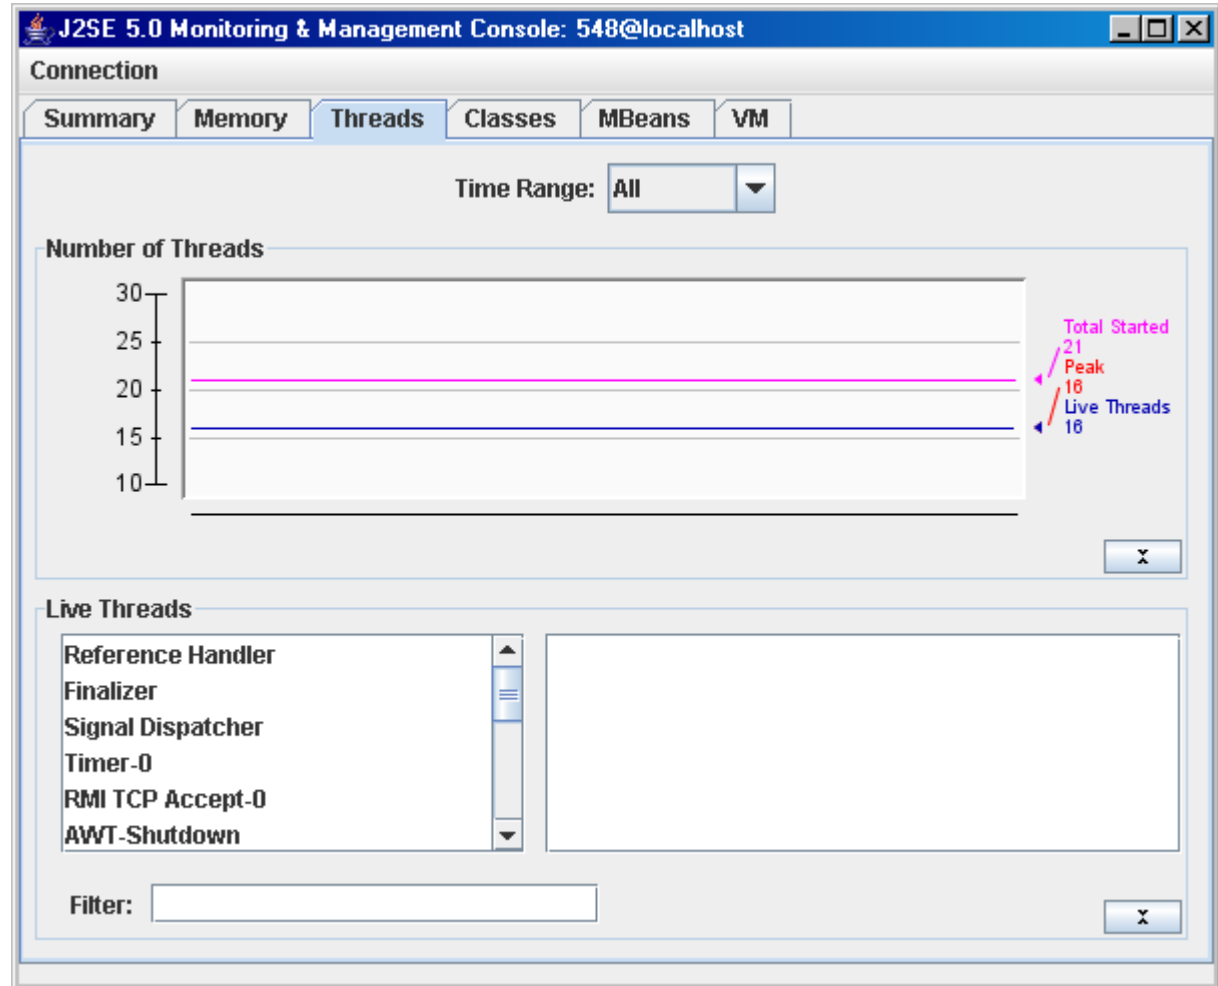 J2SE 5.0 Monitoring & Management Console: 548@localhost
Connection
Summary Memory Threads Classes MBeans VM
Time Range: All
Number of Threads
30
25
20
15
10
Total Started
21
Peak
16
Live Threads
16
Live Threads
Reference Handler
Finalizer
Signal Dispatcher
Timer-0
RMI TCP Accept-0
AWT-Shutdown
Filter: